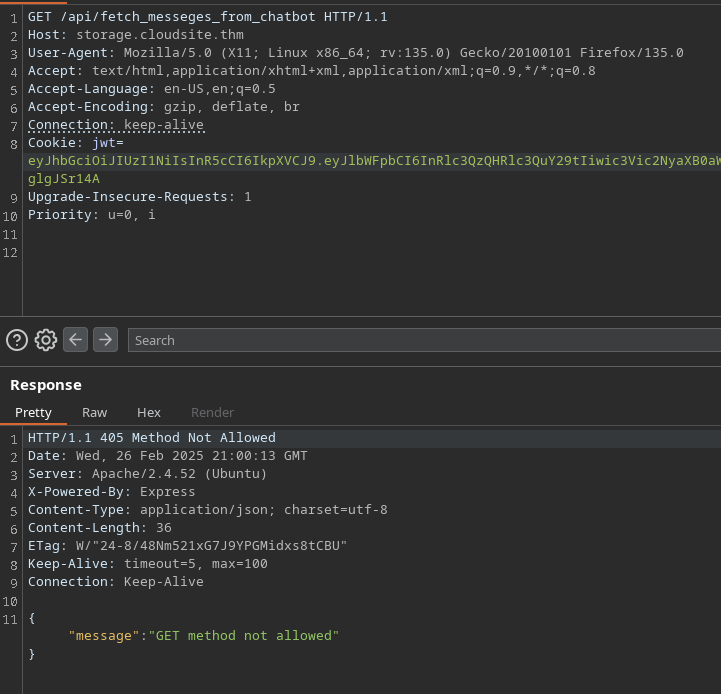 1 GET /api/fetch_messeges_from_chatbot HTTP/1.1
2 Host: storage.cloudsite.thm
3 User-Agent: Mozilla/5.0 (X11; Linux x86_64; rv:135.0) Gecko/20100101 Firefox/135.0
4 Accept: text/html,application/xhtml+xml,application/xml;q=0.9,*/*;q=0.8
5 Accept-Language: en-US,en;q=0.5
6 Accept-Encoding: gzip, deflate, br
7 Connection: keep-alive
8 Cookie: jwt=
eyJhbGciOiJIUzI1NiIsInR5cCI6IkpXVCJ9.eyJlbWFpbCI6InRlc3QzQHRlc3QuY29tIiwic3Vic2NyaXB0aW
glgJSr14A
9 Upgrade-Insecure-Requests: 1
10 Priority: u=0, i
11
12
Search
Response
Pretty Raw Hex Render
1 HTTP/1.1 405 Method Not Allowed
2 Date: Wed, 26 Feb 2025 21:00:13 GMT
3 Server: Apache/2.4.52 (Ubuntu)
4 X-Powered-By: Express
5 Content-Type: application/json; charset=utf-8
6 Content-Length: 36
7 ETag: W/"24-8/48Nm521xG7J9YPGMidxs8tCBU"
8 Keep-Alive: timeout=5, max=100
9 Connection: Keep-Alive
10
11 {
"message":"GET method not allowed"
}